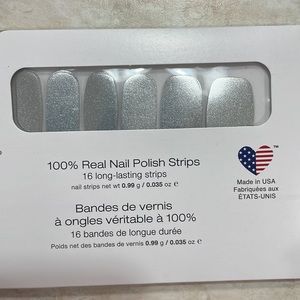 100% Real Nail Polish Strips
16 long-lasting strips
nail strips net wt 0.99 g / 0.035 oz ℮
Bandes de vernis
à ongles véritable à 100%
16 bandes de longue durée
Poids net des bandes de vernis 0.99 g / 0.035 oz ℮
™
Made in USA
Fabriquées aux
ÉTATS-UNIS